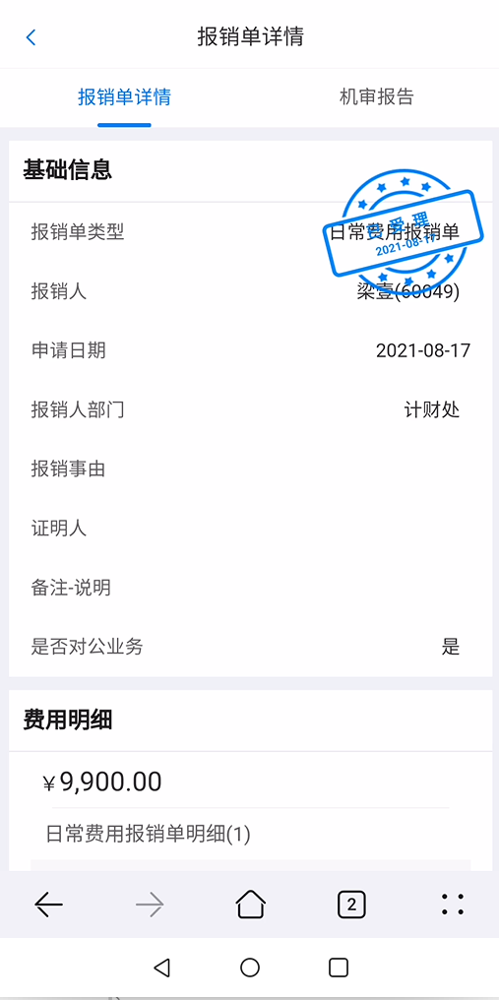 报销单详情
报销单详情
机审报告
基础信息
报销单类型
日常费用报销单
受理
2021-08-17
报销人
梁壹(60049)
申请日期
2021-08-17
报销人部门
计财处
报销事由
证明人
备注-说明
是否对公业务
是
费用明细
￥9,900.00
日常费用报销单明细(1)
2